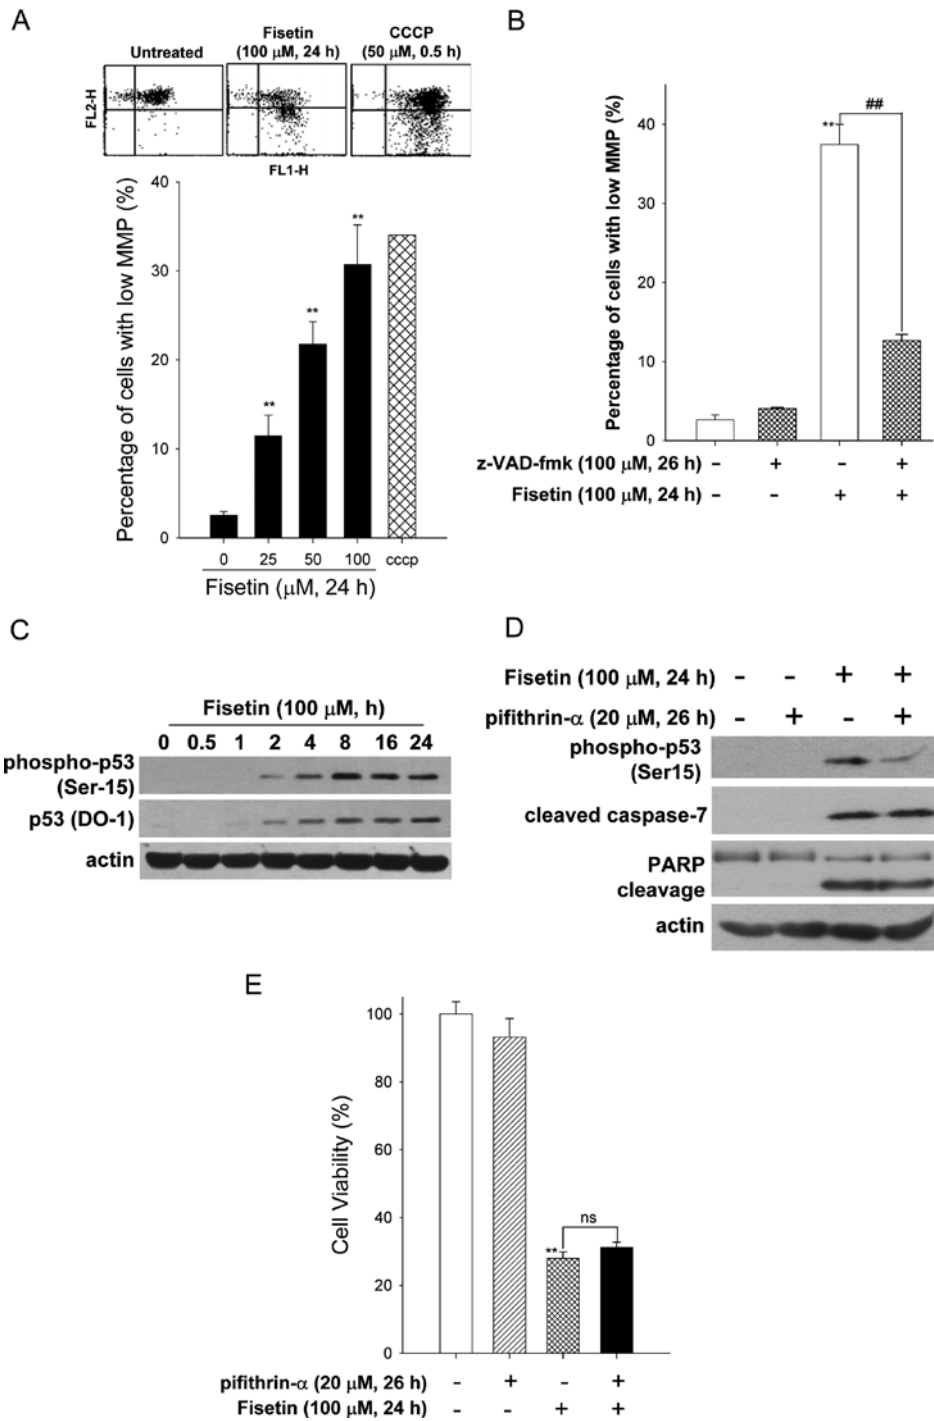 A
Fisetin
CCCP
Untreated
(100 μM, 24 h)
(50 μM, 0.5 h)
FL2-H
FL1-H
Percentage of cells with low MMP (%)
40
30
20
10
0
**
**
**
0 25 50 100 cccp
Fisetin (μM, 24 h)
B
Percentage of cells with low MMP (%)
40
30
20
10
0
**
##
z-VAD-fmk (100 μM, 26 h) - + - +
Fisetin (100 μM, 24 h) - - + +
C
Fisetin (100 μM, h)
0 0.5 1 2 4 8 16 24
phospho-p53
(Ser-15)
p53 (DO-1)
actin
D
Fisetin (100 μM, 24 h) - - + +
pifithrin-α (20 μM, 26 h) - + - +
phospho-p53
(Ser15)
cleaved caspase-7
PARP
cleavage
actin
E
Cell Viability (%)
100
80
60
40
20
0
**
ns
pifithrin-α (20 μM, 26 h) - + - +
Fisetin (100 μM, 24 h) - - + +